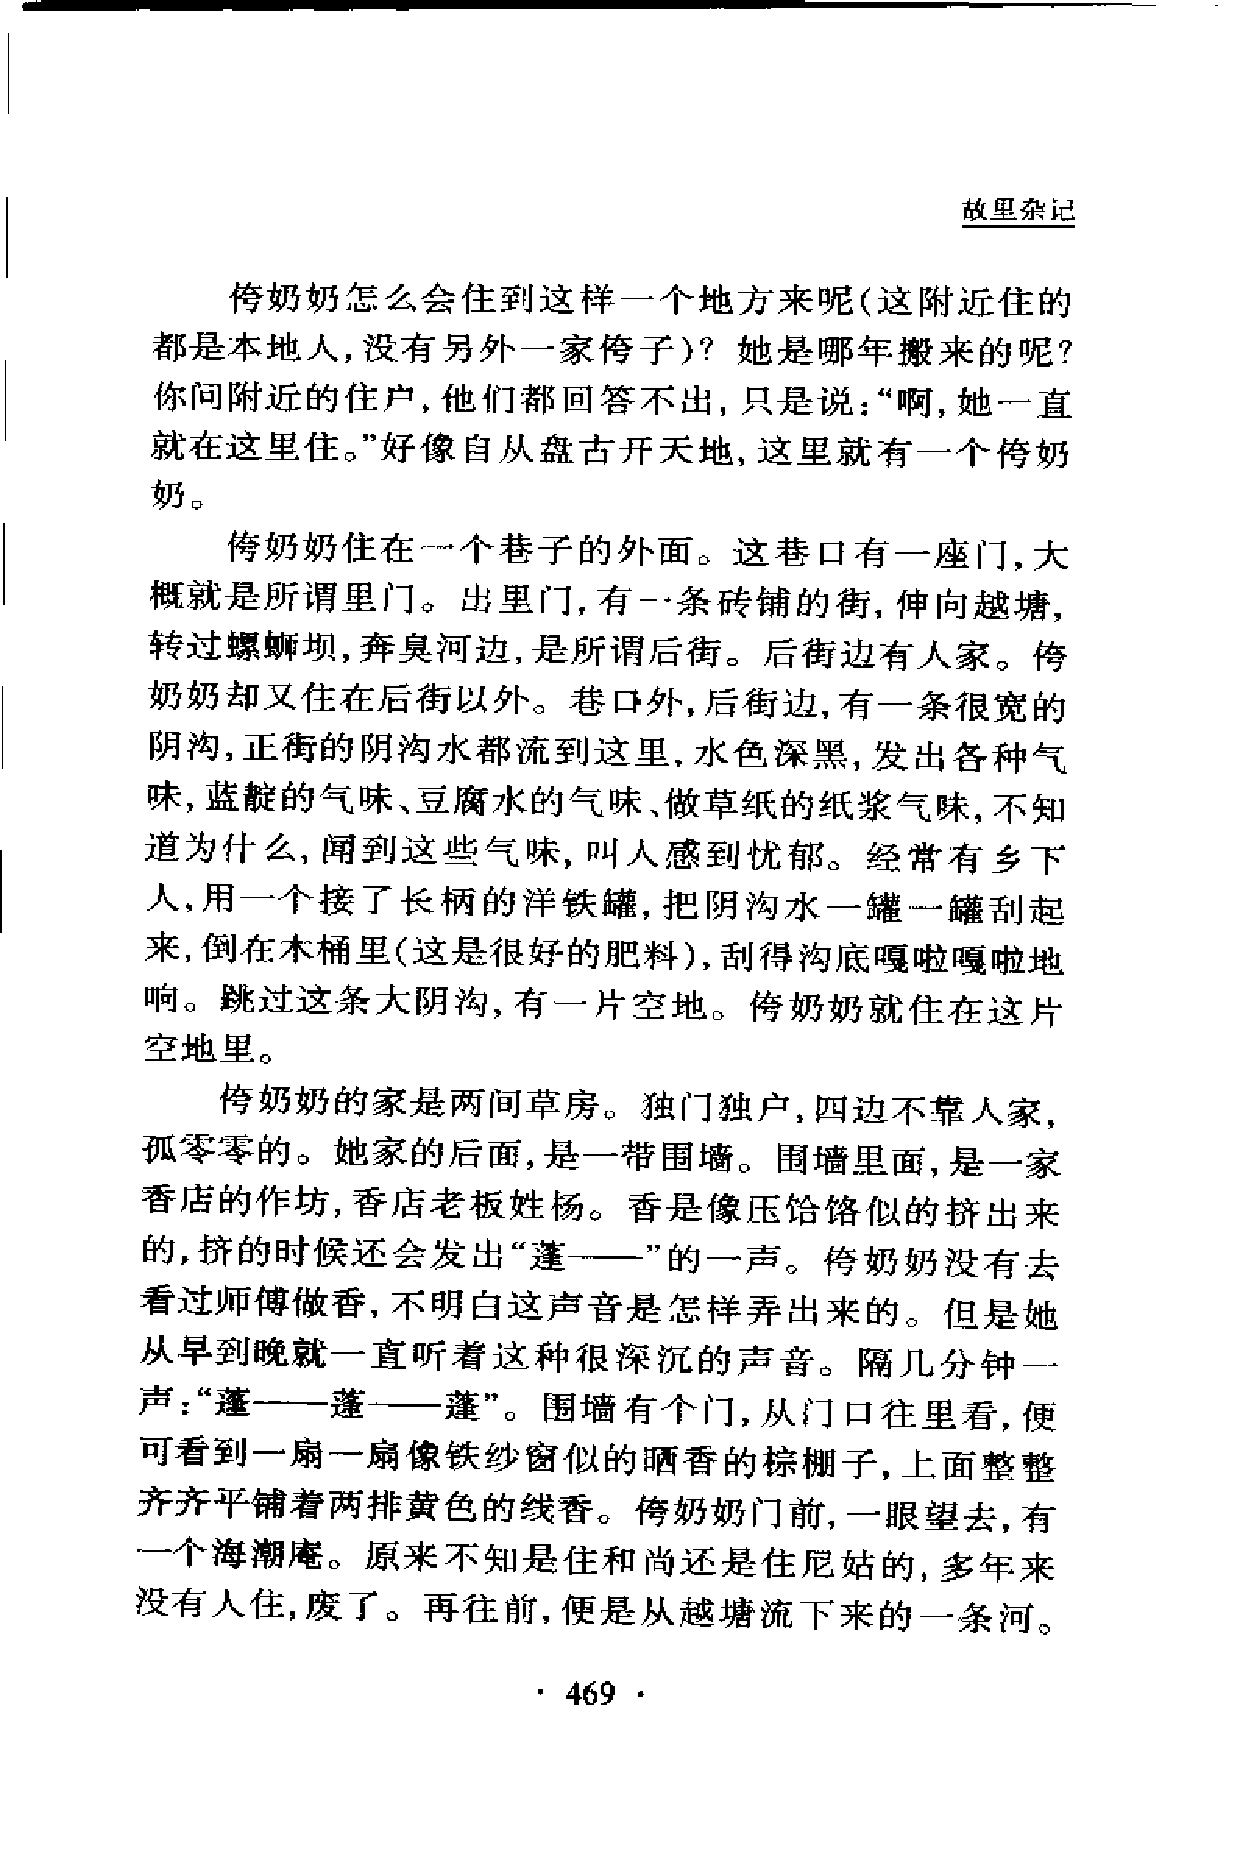 故里杂记
侉奶奶怎么会住到这样一个地方来呢(这附近住的
都是本地人,没有另外一家侉子)?她是哪年搬来的呢?
你问附近的住户,他们都回答不出,只是说:“啊,她一直
就在这里住。”好像自从盘古开天地,这里就有一个侉奶
奶。
侉奶奶住在一个巷子的外面。这巷口有一座门,大
概就是所谓里门。出里门,有一条砖铺的街,伸向越塘,
转过螺蛳坝,奔臭河边,是所谓后街。后街边有人家。侉
奶奶却又住在后街以外。巷口外,后街边,有一条很宽的
阴沟,正街的阴沟水都流到这里,水色深黑,发出各种气
味,蓝靛的气味、豆腐水的气味、做草纸的纸浆气味,不知
道为什么,闻到这些气味,叫人感到忧郁。经常有乡下
人,用一个接了长柄的洋铁罐,把阴沟水一罐一罐刮起
来,倒在木桶里(这是很好的肥料),刮得沟底嘎啦嘎啦地
响。跳过这条大阴沟,有一片空地。侉奶奶就住在这片
空地里。
侉奶奶的家是两间草房。独门独户,四边不靠人家,
孤零零的。她家的后面,是一带围墙。围墙里面,是一家
香店的作坊,香店老板姓杨。香是像压饸饹似的挤出来
的,挤的时候还会发出“蓬——”的一声。侉奶奶没有去
看过师傅做香,不明白这声音是怎样弄出来的。但是她
从早到晚就一直听着这种很深沉的声音。隔几分钟一
声:“蓬——蓬——蓬”。围墙有个门,从门口往里看,便
可看到一扇一扇像铁纱窗似的晒香的棕棚子,上面整整
齐齐平铺着两排黄色的线香。侉奶奶门前,一眼望去,有
一个海潮庵。原来不知是住和尚还是住尼姑的,多年来
没有人住,废了。再往前,便是从越塘流下来的一条河。
· 469 ·